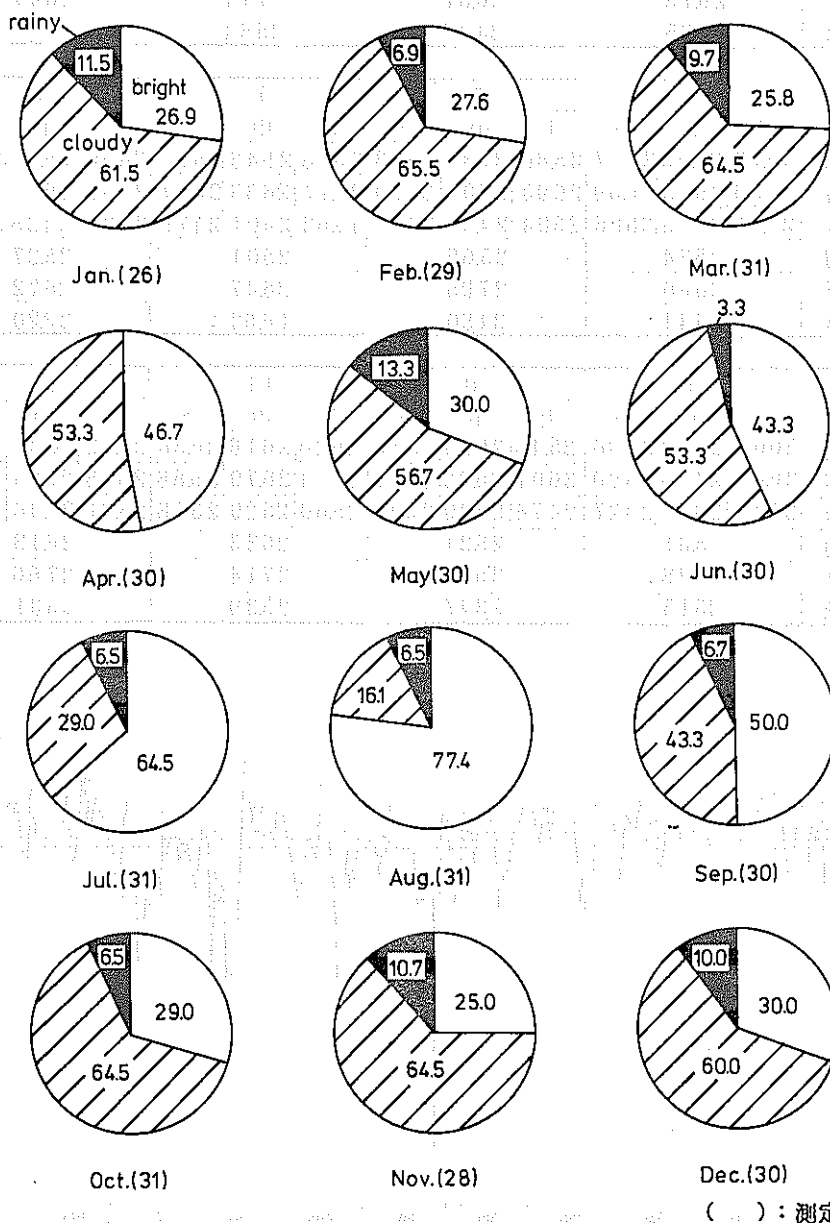 rainy
11.5
bright
26.9
cloudy
61.5
Jan.(26)
6.9
27.6
65.5
Feb.(29)
9.7
25.8
64.5
Mar.(31)
53.3
46.7
Apr.(30)
13.3
30.0
56.7
May(30)
3.3
43.3
53.3
Jun.(30)
6.5
29.0
64.5
Jul.(31)
6.5
16.1
77.4
Aug.(31)
6.7
50.0
43.3
Sep.(30)
6.5
29.0
64.5
Oct.(31)
10.7
25.0
64.5
Nov.(28)
10.0
30.0
60.0
Dec.(30)
( ) : 測定